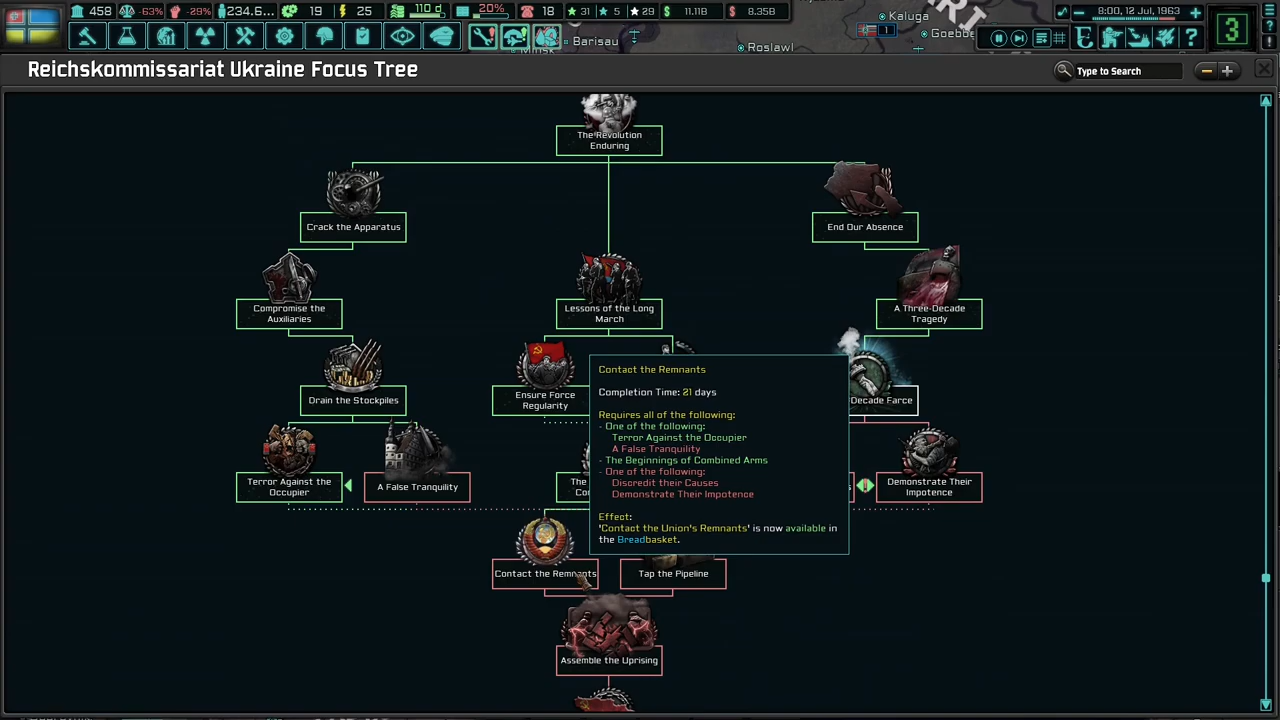 458
-63%
-29%
234.6...
19
25
110 d
20%
18
31
5
29
11.11B
8.35B
Kaluga
8:00, 12 Jul, 1963
3
Barisau
Roslawl
1
Reichskommissariat Ukraine Focus Tree
Type to Search
The Revolution
Enduring
Crack the Apparatus
End Our Absence
Compromise the
Auxiliaries
Lessons of the Long
March
A Three-Decade
Tragedy
Drain the Stockpiles
Ensure Force
Regularity
Decade Farce
Contact the Remnants
Completion Time: 21 days
Requires all of the following:
- One of the following:
Terror Against the Occupier
A False Tranquility
- The Beginnings of Combined Arms
- One of the following:
Discredit their Causes
Demonstrate Their Impotence
Effect:
'Contact the Union's Remnants' is now available in
the Breadbasket.
Terror Against the
Occupier
A False Tranquility
Demonstrate Their
Impotence
Contact the Remnants
Tap the Pipeline
Assemble the Uprising